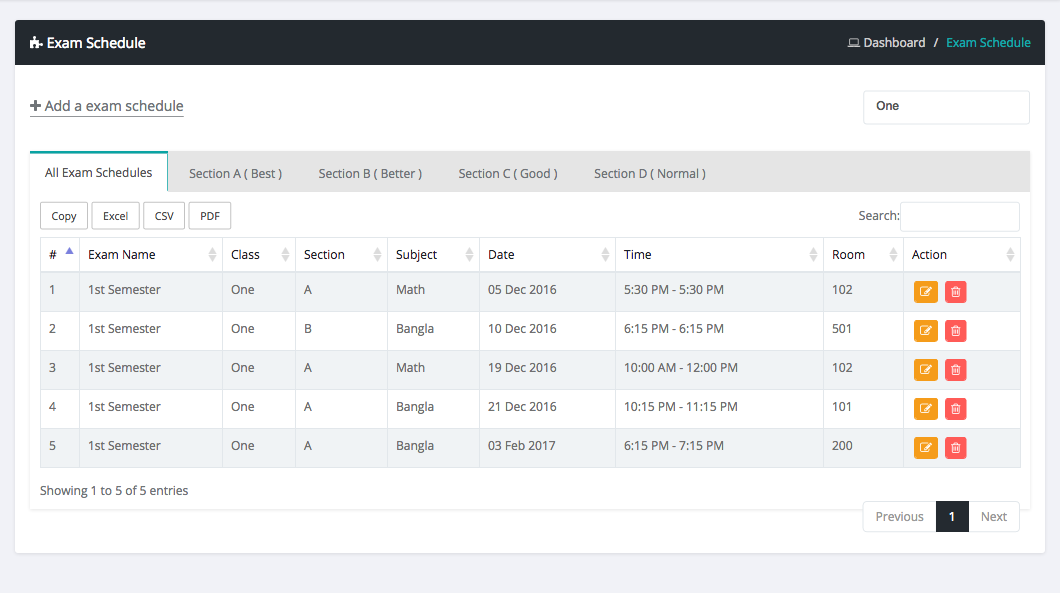 Exam Schedule Dashboard / Exam Schedule
+ Add a exam schedule One
All Exam Schedules Section A ( Best ) Section B ( Better ) Section C ( Good ) Section D ( Normal )
Copy Excel CSV PDF Search:
# Exam Name Class Section Subject Date Time Room Action
1 1st Semester One A Math 05 Dec 2016 5:30 PM - 5:30 PM 102
2 1st Semester One B Bangla 10 Dec 2016 6:15 PM - 6:15 PM 501
3 1st Semester One A Math 19 Dec 2016 10:00 AM - 12:00 PM 102
4 1st Semester One A Bangla 21 Dec 2016 10:15 PM - 11:15 PM 101
5 1st Semester One A Bangla 03 Feb 2017 6:15 PM - 7:15 PM 200
Showing 1 to 5 of 5 entries
Previous 1 Next